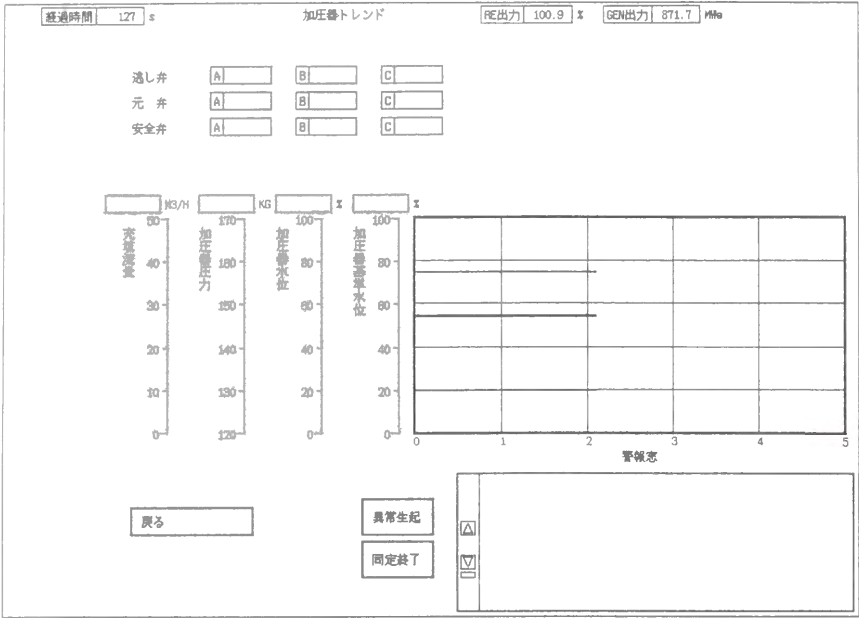 経過時間 127 s 加圧器トレンド RE出力 100.9 % GEN出力 871.7 MWe
逃し弁 A B C
元 弁 A B C
安全弁 A B C
M3/H KG % %
50 170 100 100
充填流量 加圧器圧力 加圧器水位 加圧器基準水位
40 160 80 80
30 150 60 60
20 140 40 40
10 130 20 20
0 120 0 0
0 1 2 3 4 5
警報窓
戻る
異常生起
同定終了